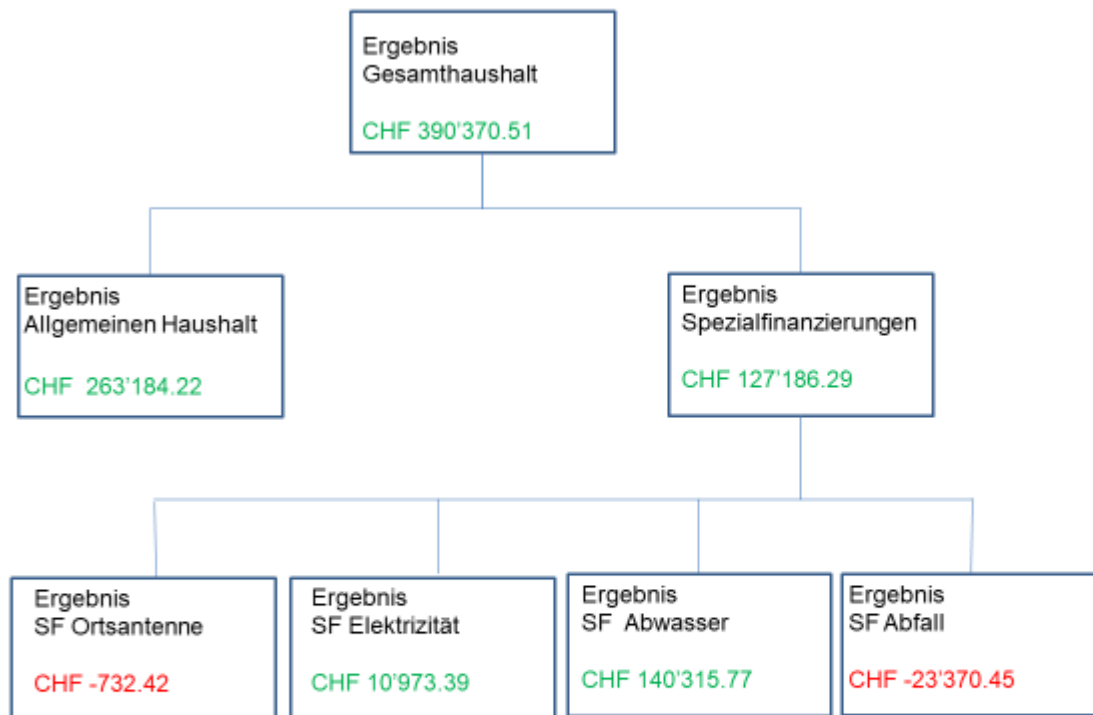 Ergebnis
Gesamthaushalt
CHF 390'370.51
Ergebnis
Allgemeinen Haushalt
CHF 263'184.22
Ergebnis
Spezialfinanzierungen
CHF 127'186.29
Ergebnis
SF Ortsantenne
CHF -732.42
Ergebnis
SF Elektrizität
CHF 10'973.39
Ergebnis
SF Abwasser
CHF 140'315.77
Ergebnis
SF Abfall
CHF -23'370.45